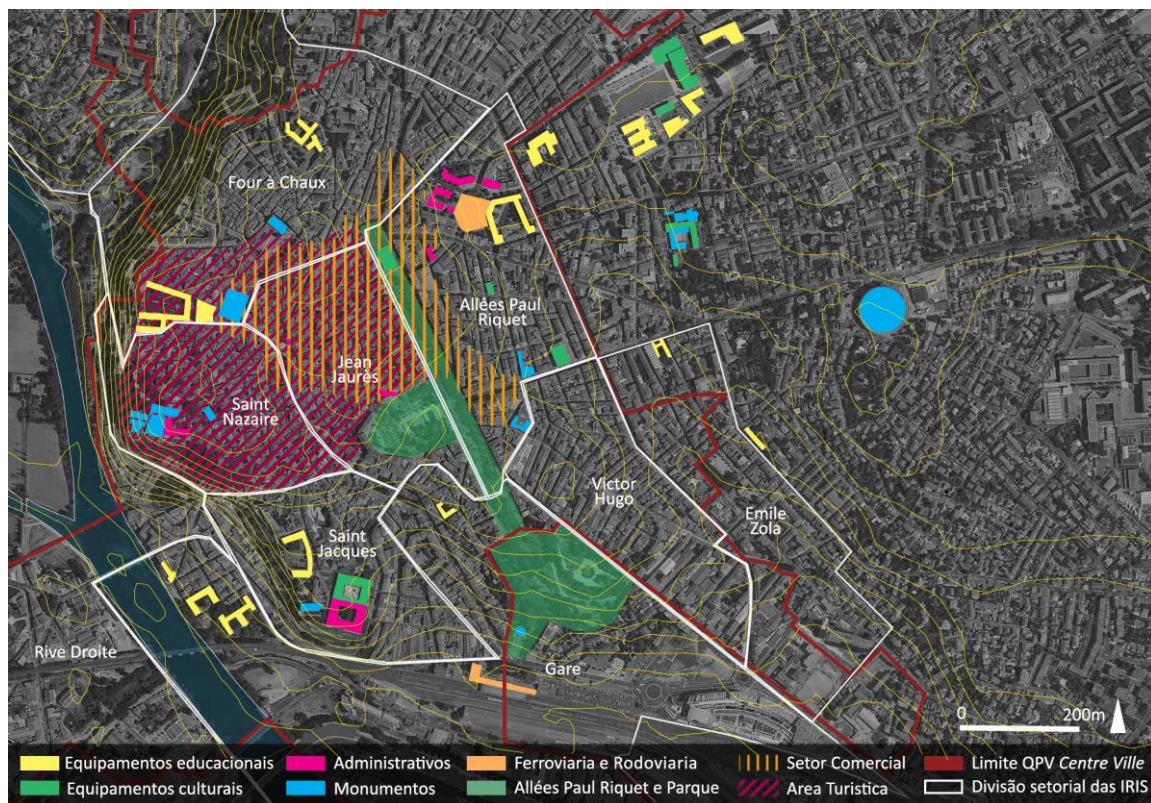 Four à Chaux
Allées Paul
Riquet
Jean
Jaurès
Saint
Nazaire
Victor
Hugo
Emile
Zola
Saint
Jacques
Rive Droite
Gare
0 200m
Equipamentos educacionais
Administrativos
Ferroviaria e Rodoviaria
Setor Comercial
Limite QPV Centre Ville
Equipamentos culturais
Monumentos
Allées Paul Riquet e Parque
Area Turistica
Divisão setorial das IRIS